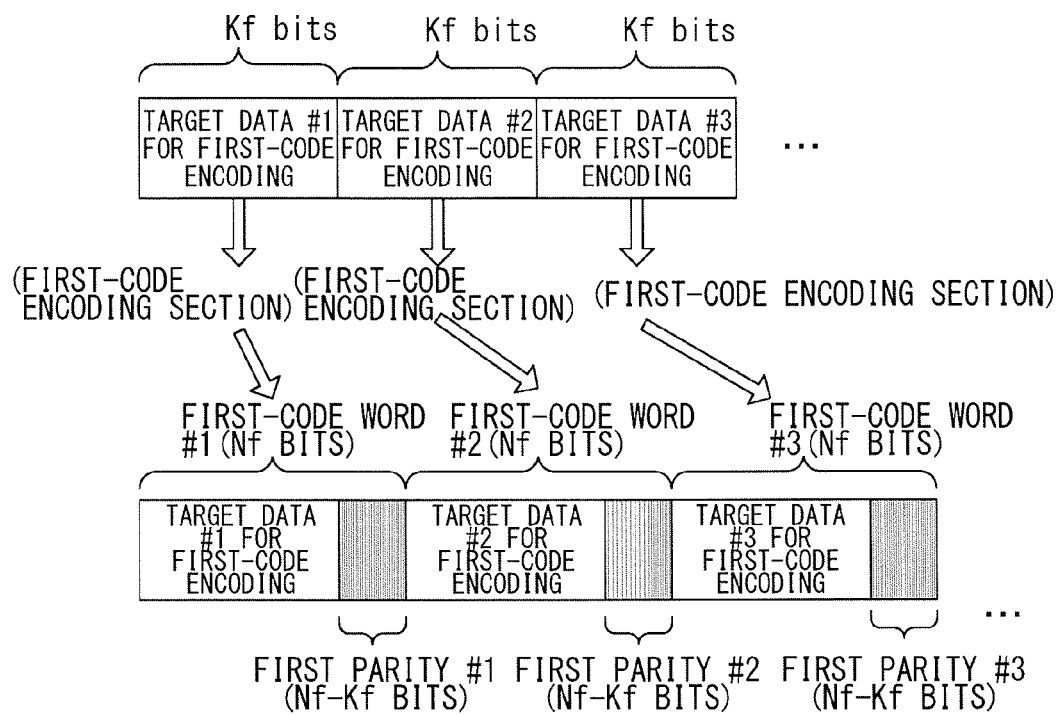 Kf bits Kf bits Kf bits
TARGET DATA #1 FOR FIRST-CODE ENCODING
TARGET DATA #2 FOR FIRST-CODE ENCODING
TARGET DATA #3 FOR FIRST-CODE ENCODING
...
(FIRST-CODE
ENCODING SECTION)
(FIRST-CODE
ENCODING SECTION)
(FIRST-CODE ENCODING SECTION)
FIRST-CODE WORD
#1(Nf BITS)
FIRST-CODE WORD
#2(Nf BITS)
FIRST-CODE WORD
#3(Nf BITS)
TARGET DATA
#1 FOR
FIRST-CODE
ENCODING
TARGET DATA
#2 FOR
FIRST-CODE
ENCODING
TARGET DATA
#3 FOR
FIRST-CODE
ENCODING
...
FIRST PARITY #1
(Nf-Kf BITS)
FIRST PARITY #2
(Nf-Kf BITS)
FIRST PARITY #3
(Nf-Kf BITS)